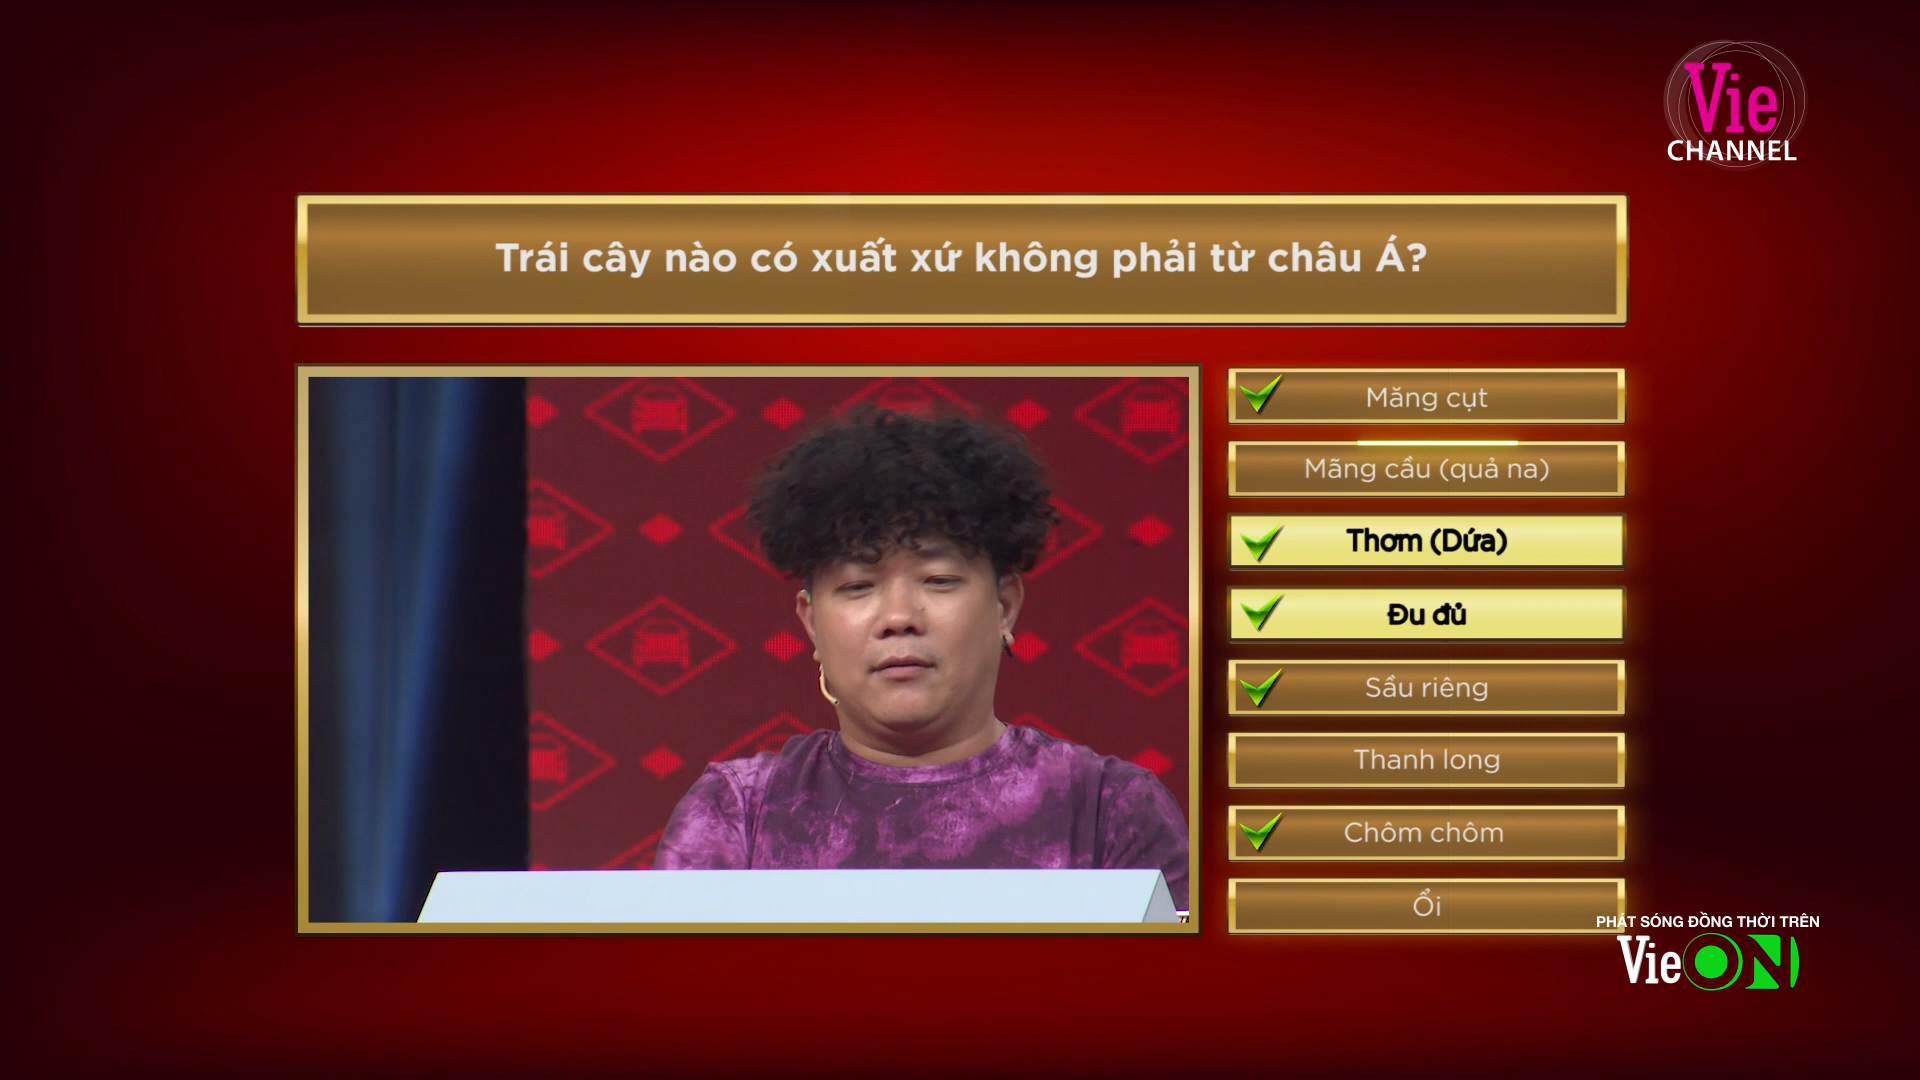 Vie
CHANNEL
Trái cây nào có xuất xứ không phải từ châu Á?
Măng cụt
Mãng cầu (quả na)
Thơm (Dứa)
Đu đủ
Sầu riêng
Thanh long
Chôm chôm
Ổi
PHÁT SÓNG ĐỒNG THỜI TRÊN
VieON